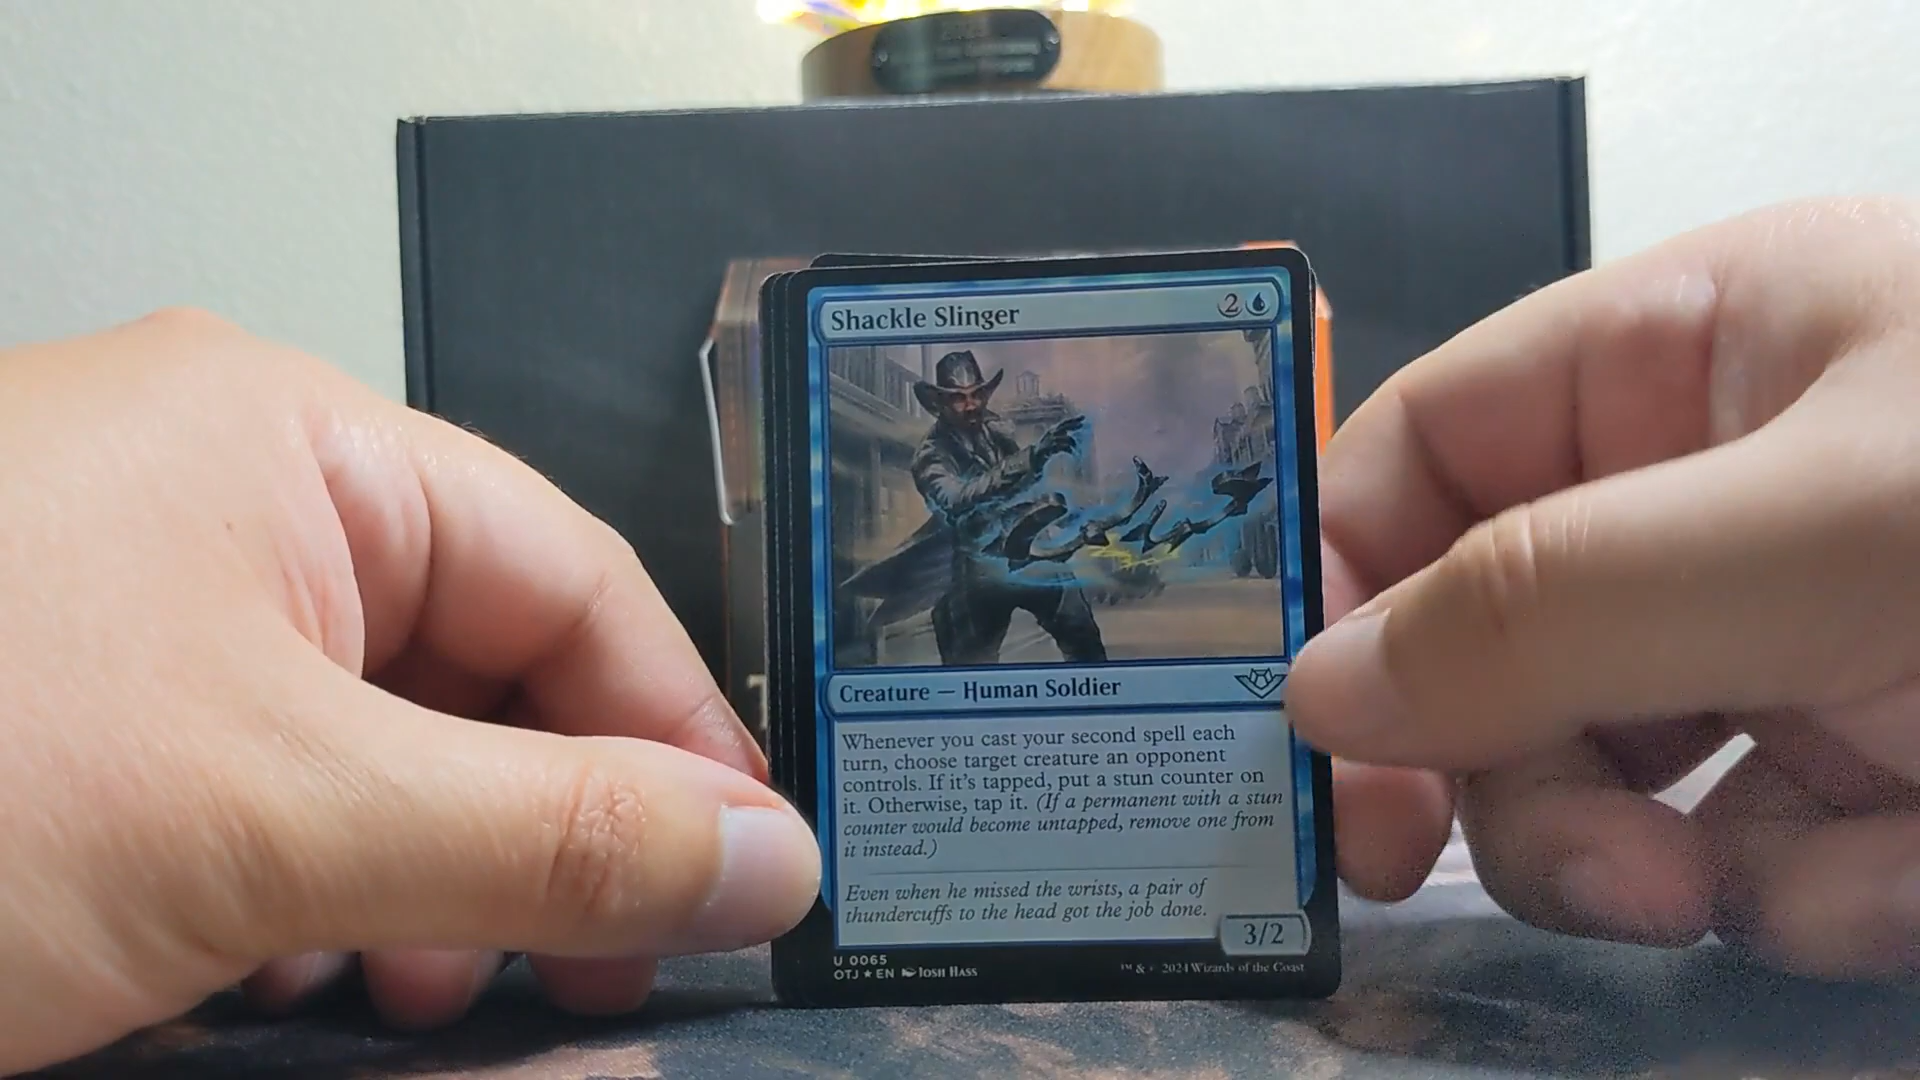 Shackle Slinger 2
Creature — Human Soldier
Whenever you cast your second spell each
turn, choose target creature an opponent
controls. If it's tapped, put a stun counter on
it. Otherwise, tap it. (If a permanent with a stun
counter would become untapped, remove one from
it instead.)
Even when he missed the wrists, a pair of
thundercuffs to the head got the job done.
3/2
U 0065
OTJ ★ EN Josh Hass
™ & © 2024 Wizards of the Coast